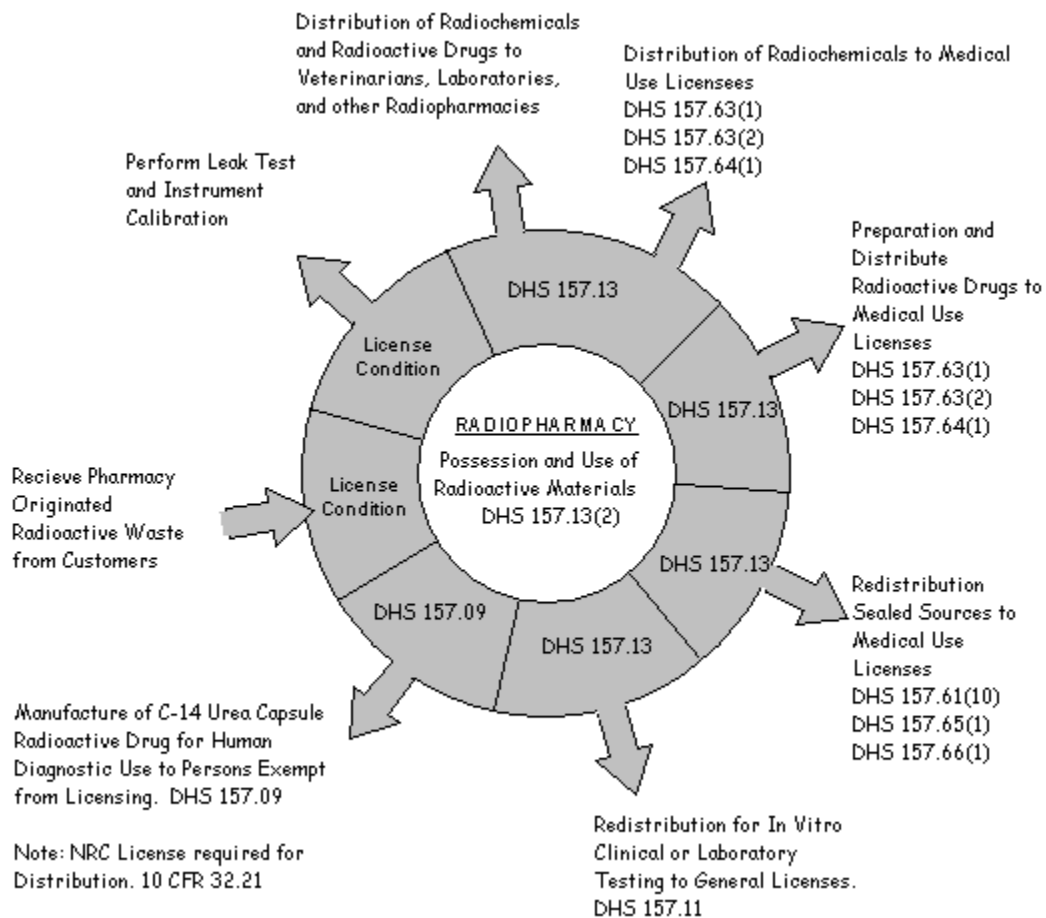 Distribution of Radiochemicals
and Radioactive Drugs to
Veterinarians, Laboratories,
and other Radiopharmacies
Distribution of Radiochemicals to Medical
Use Licensees
DHS 157.63(1)
DHS 157.63(2)
DHS 157.64(1)
Perform Leak Test
and Instrument
Calibration
Preparation and
Distribute
Radioactive Drugs to
Medical Use
Licenses
DHS 157.63(1)
DHS 157.63(2)
DHS 157.64(1)
DHS 157.13
License
Condition
DHS 157.13
RADIOPHARMACY
Possession and Use of
Radioactive Materials
DHS 157.13(2)
Recieve Pharmacy
Originated
Radioactive Waste
from Customers
License
Condition
DHS 157.13
DHS 157.09
DHS 157.13
Redistribution
Sealed Sources to
Medical Use
Licenses
DHS 157.61(10)
DHS 157.65(1)
DHS 157.66(1)
Manufacture of C-14 Urea Capsule
Radioactive Drug for Human
Diagnostic Use to Persons Exempt
from Licensing. DHS 157.09
Note: NRC License required for
Distribution. 10 CFR 32.21
Redistribution for In Vitro
Clinical or Laboratory
Testing to General Licenses.
DHS 157.11